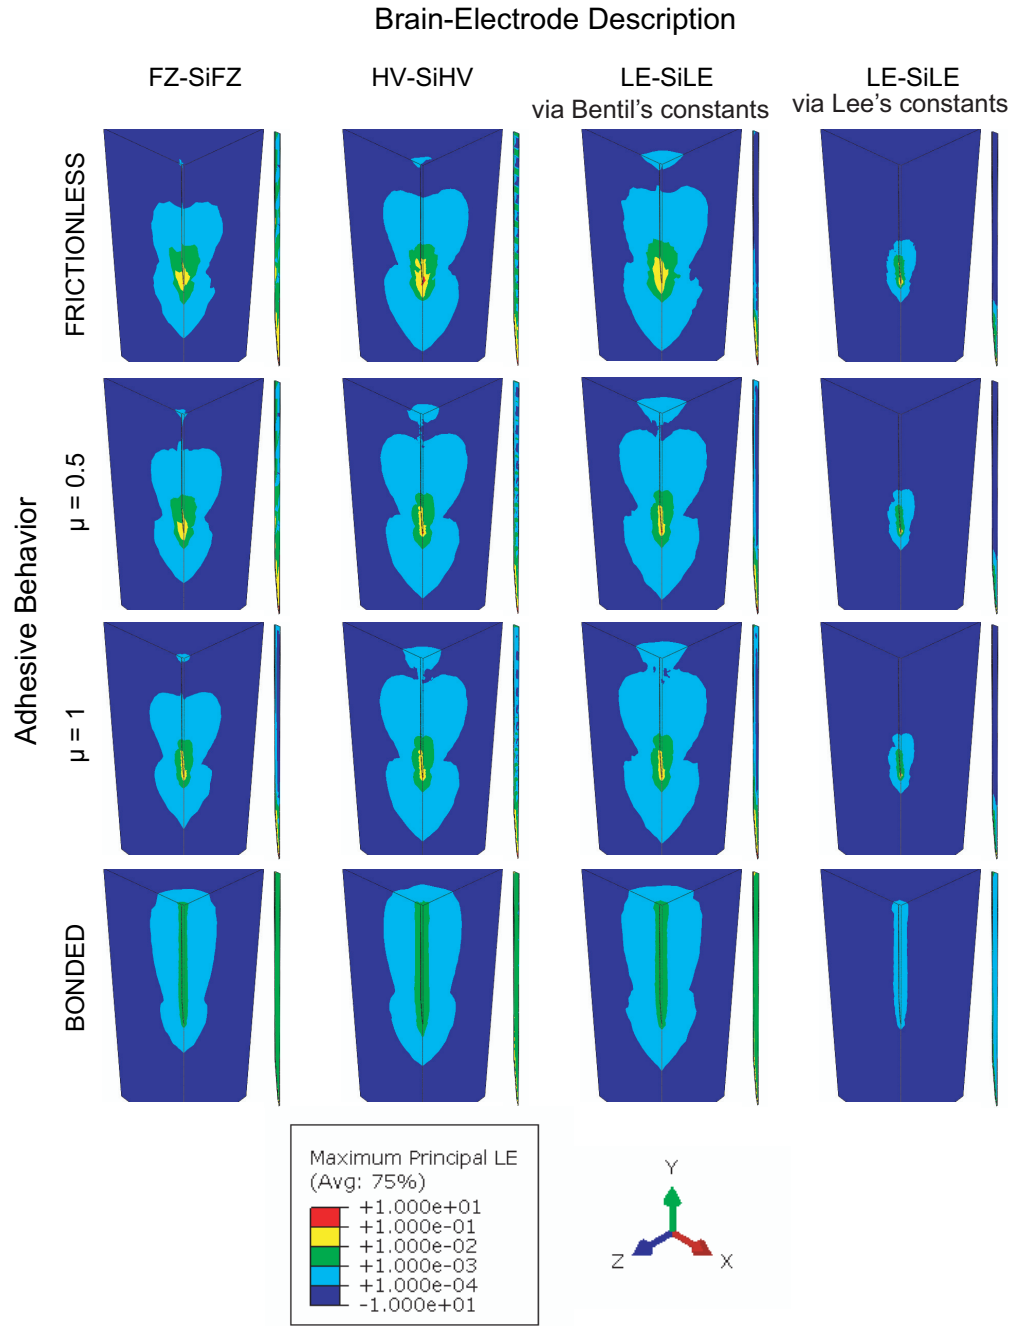 Brain-Electrode Description
FZ-SiFZ
HV-SiHV
LE-SiLE
via Bentil's constants
LE-SiLE
via Lee's constants
Adhesive Behavior
FRICTIONLESS
μ = 0.5
μ = 1
BONDED
Maximum Principal LE
(Avg: 75%)
+1.000e+01
+1.000e-01
+1.000e-02
+1.000e-03
+1.000e-04
-1.000e+01
Y
Z
X